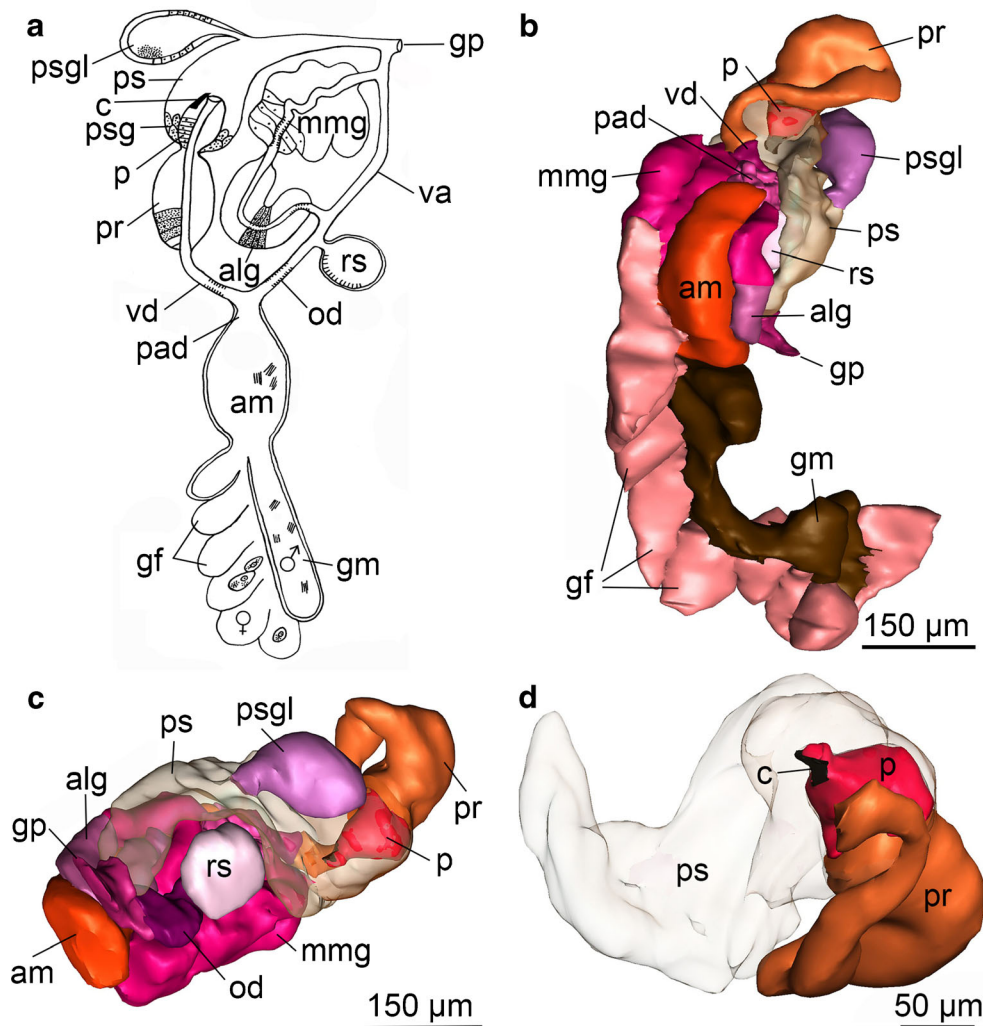 a
psgl
ps
gp
c
psg
mmg
p
va
pr
alg
rs
vd
od
pad
am
gf
♂
gm
♀
b
pr
p
vd
pad
psgl
mmg
ps
rs
am
alg
gp
gm
gf
150 µm
c
psgl
ps
alg
pr
gp
rs
p
am
mmg
od
150 µm
d
c
p
ps
pr
50 µm